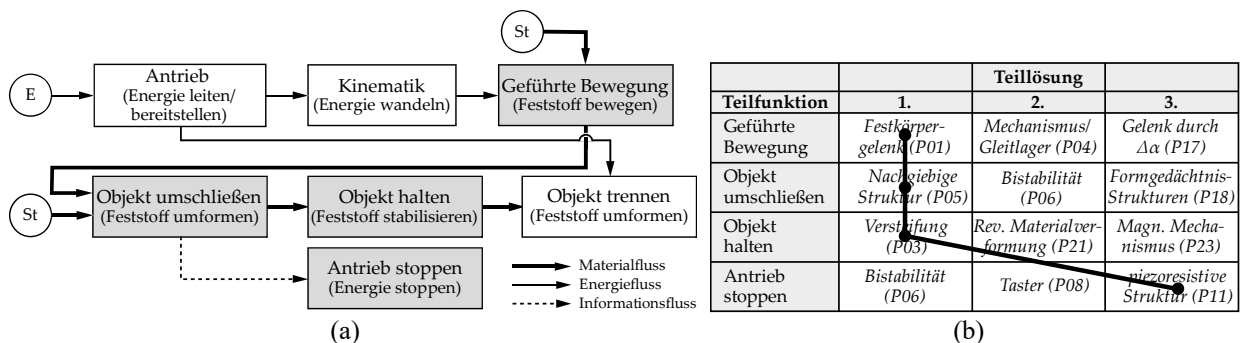 St
E
Antrieb
(Energie leiten/
bereitstellen)
Kinematik
(Energie wandeln)
Geführte Bewegung
(Feststoff bewegen)
St
Objekt umschließen
(Feststoff umformen)
Objekt halten
(Feststoff stabilisieren)
Objekt trennen
(Feststoff umformen)
Antrieb stoppen
(Energie stoppen)
Materialfluss
Energiefluss
Informationsfluss
(a)
Teillösung
Teilfunktion 1. 2. 3.
Geführte
Bewegung
Festkörper-
gelenk (P01)
Mechanismus/
Gleitlager (P04)
Gelenk durch
Δα (P17)
Objekt
umschließen
Nachgiebige
Struktur (P05)
Bistabilität
(P06)
Formgedächtnis-
Strukturen (P18)
Objekt
halten
Versteifung
(P03)
Rev. Materialver-
formung (P21)
Magn. Mecha-
nismus (P23)
Antrieb
stoppen
Bistabilität
(P06)
Taster (P08)
piezoresistive
Struktur (P11)
(b)